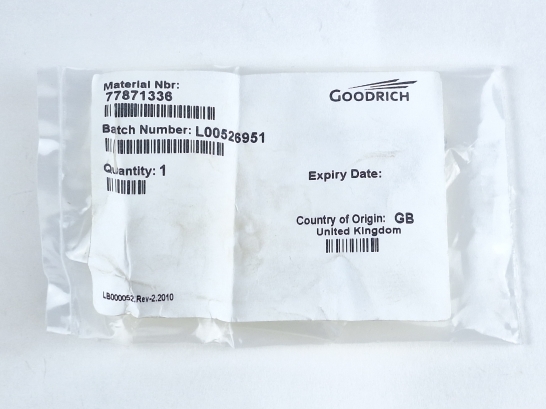 Material Nbr:
77871336
GOODRICH
Batch Number: L00526951
Quantity: 1
Expiry Date:
Country of Origin: GB
United Kingdom
LB000052, Rev-2.2010